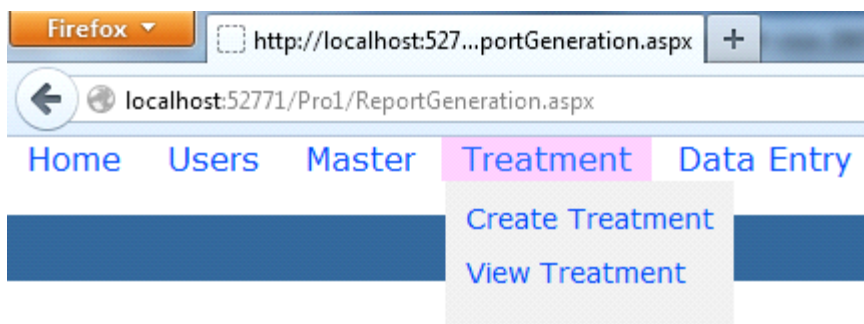 Firefox
http://localhost:527...portGeneration.aspx +
localhost:52771/Pro1/ReportGeneration.aspx
Home Users Master Treatment Data Entry
Create Treatment
View Treatment